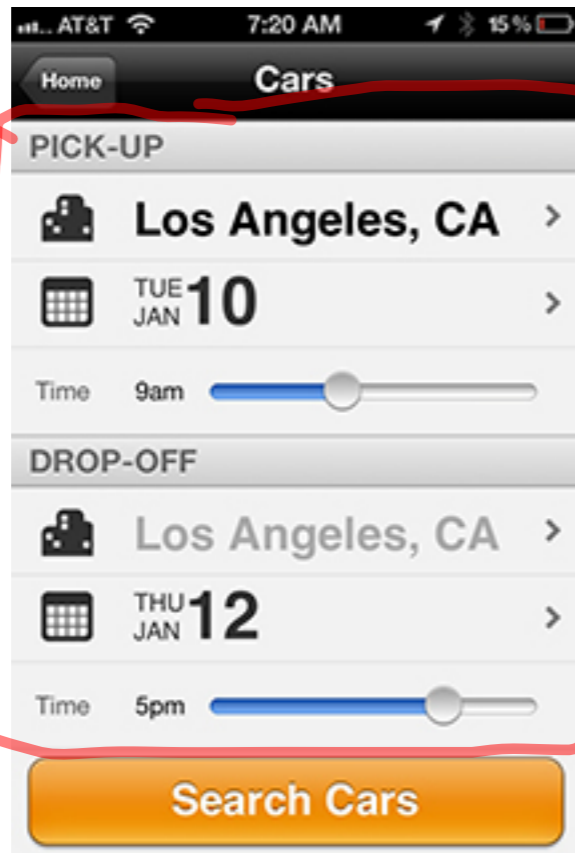 AT&T 7:20 AM 15%
Home Cars
PICK-UP
Los Angeles, CA
TUE
JAN 10
Time 9am
DROP-OFF
Los Angeles, CA
THU
JAN 12
Time 5pm
Search Cars